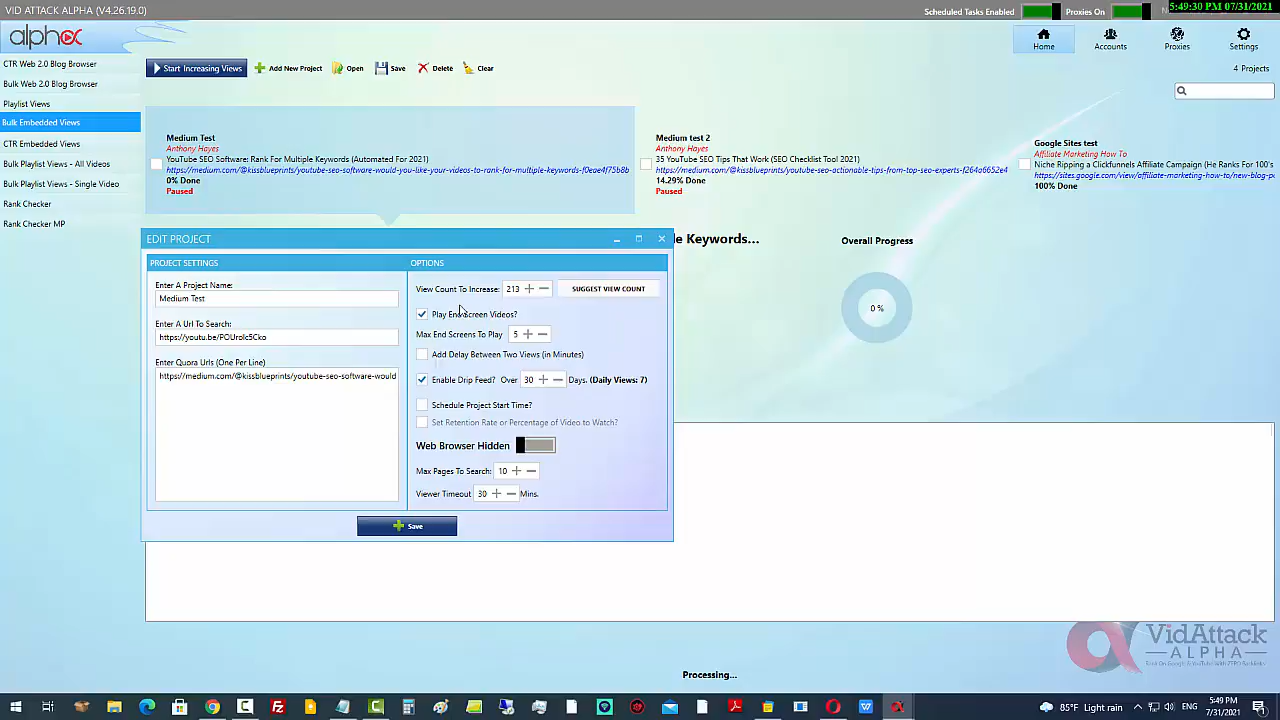 VID ATTACK ALPHA (V4.26.19.0)
Scheduled Tasks Enabled
Proxies On
5:49:30 PM 07/31/2021
alpha
Home
Accounts
Proxies
Settings
CTR Web 2.0 Blog Browser
Bulk Web 2.0 Blog Browser
Playlist Views
Bulk Embedded Views
CTR Embedded Views
Bulk Playlist Views - All Videos
Bulk Playlist Views - Single Video
Rank Checker
Rank Checker MP
Start Increasing Views
Add New Project
Open
Save
Delete
Clear
4 Projects
Medium Test
Anthony Hayes
YouTube SEO Software: Rank For Multiple Keywords (Automated For 2021)
https://medium.com/@kissblueprints/youtube-seo-software-would-you-like-your-videos-to-rank-for-multiple-keywords-f0eae4f75b8b
0% Done
Paused
Medium test 2
Anthony Hayes
35 YouTube SEO Tips That Work (SEO Checklist Tool 2021)
https://medium.com/@kissblueprints/youtube-seo-actionable-tips-from-top-seo-experts-f264a6652e4
14.29% Done
Paused
Google Sites test
Affiliate Marketing How To
Niche Ripping a Clickfunnels Affiliate Campaign (He Ranks For 100's
https://sites.google.com/view/affiliate-marketing-how-to/new-blog-p
100% Done
EDIT PROJECT
PROJECT SETTINGS
Enter A Project Name:
Medium Test
Enter A Url To Search:
https://youtu.be/POUrolc5Cko
Enter Quora Urls (One Per Line)
https://medium.com/@kissblueprints/youtube-seo-software-would
OPTIONS
View Count To Increase: 213
SUGGEST VIEW COUNT
Play Endscreen Videos?
Max End Screens To Play 5
Add Delay Between Two Views (in Minutes)
Enable Drip Feed? Over 30 Days. (Daily Views: 7)
Schedule Project Start Time?
Set Retention Rate or Percentage of Video to Watch?
Web Browser Hidden
Max Pages To Search: 10
Viewer Timeout 30 Mins.
Save
le Keywords...
Overall Progress
0 %
VidAttack
ALPHA
Processing...
85°F Light rain
ENG
5:49 PM
7/31/2021